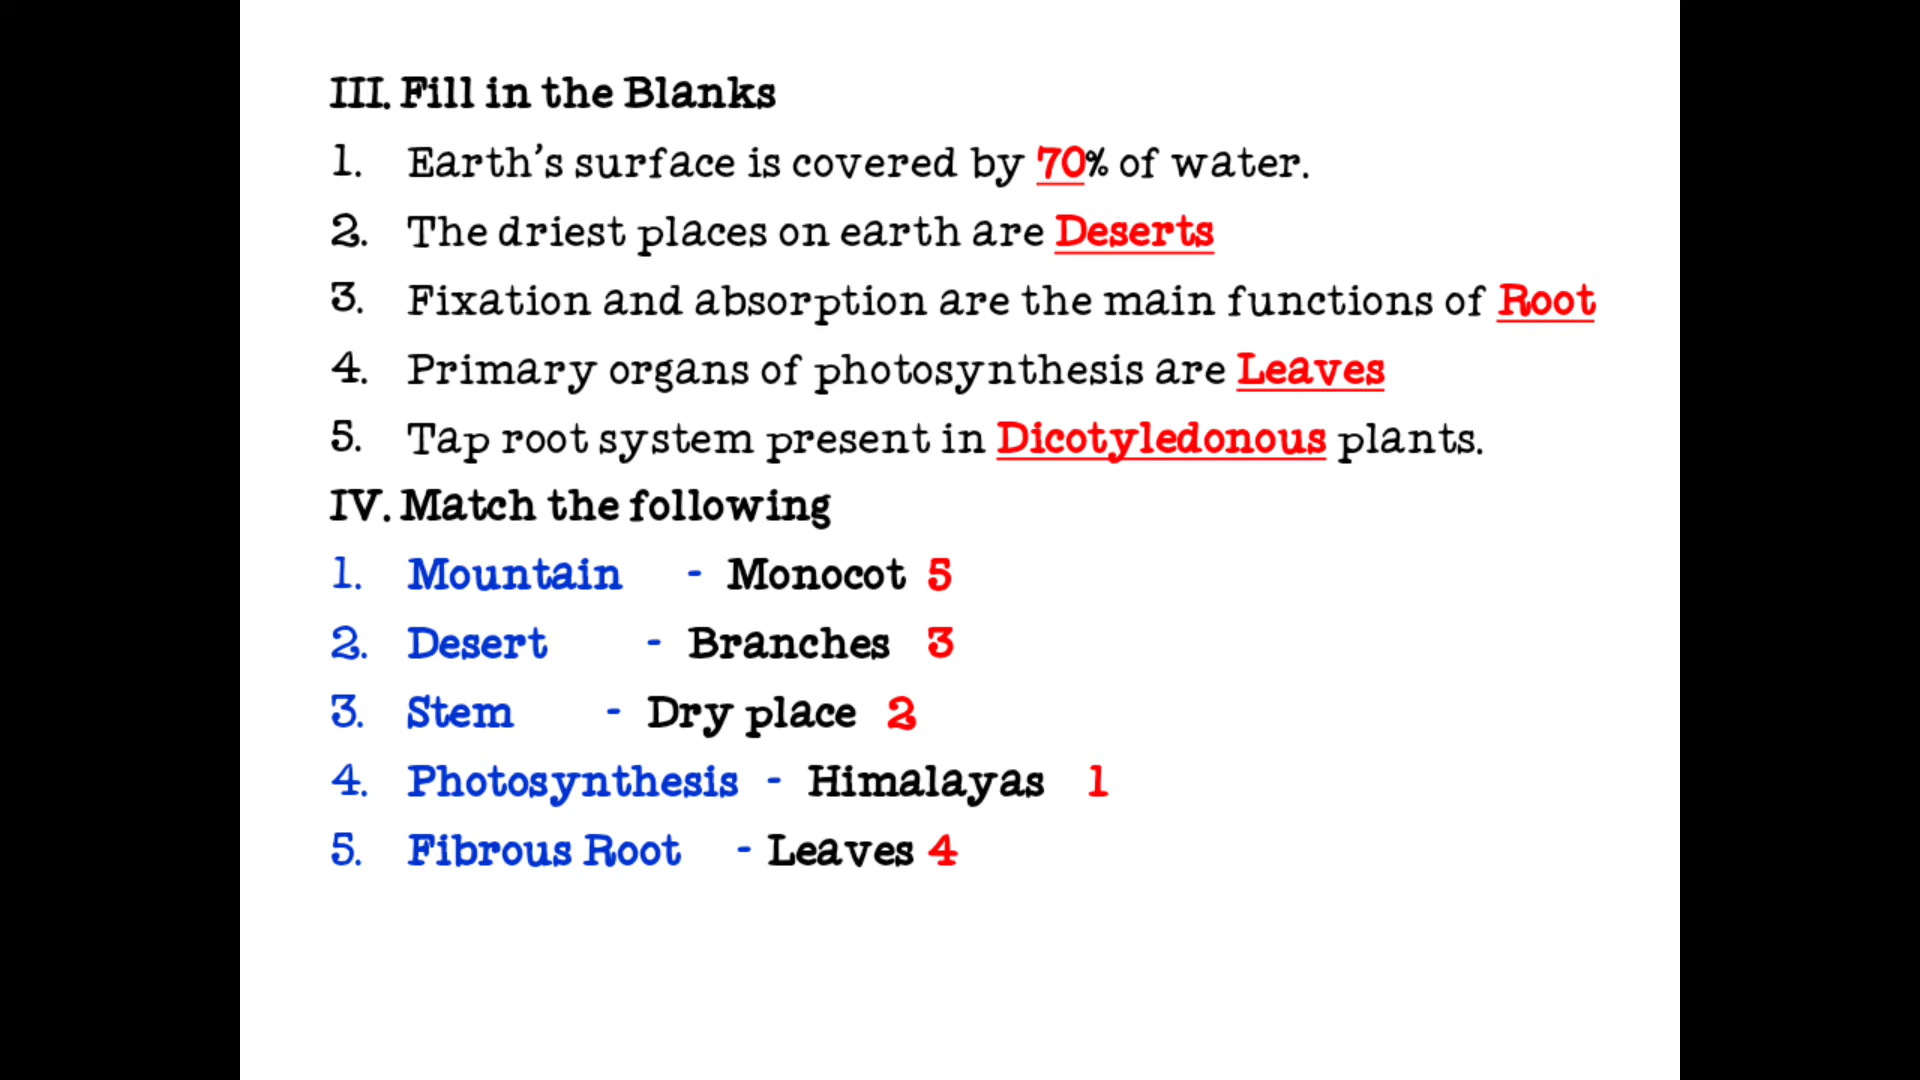 III. Fill in the Blanks
1. Earth’s surface is covered by 70% of water.
2. The driest places on earth are Deserts
3. Fixation and absorption are the main functions of Root
4. Primary organs of photosynthesis are Leaves
5. Tap root system present in Dicotyledonous plants.
IV. Match the following
1. Mountain - Monocot 5
2. Desert - Branches 3
3. Stem - Dry place 2
4. Photosynthesis - Himalayas 1
5. Fibrous Root - Leaves 4